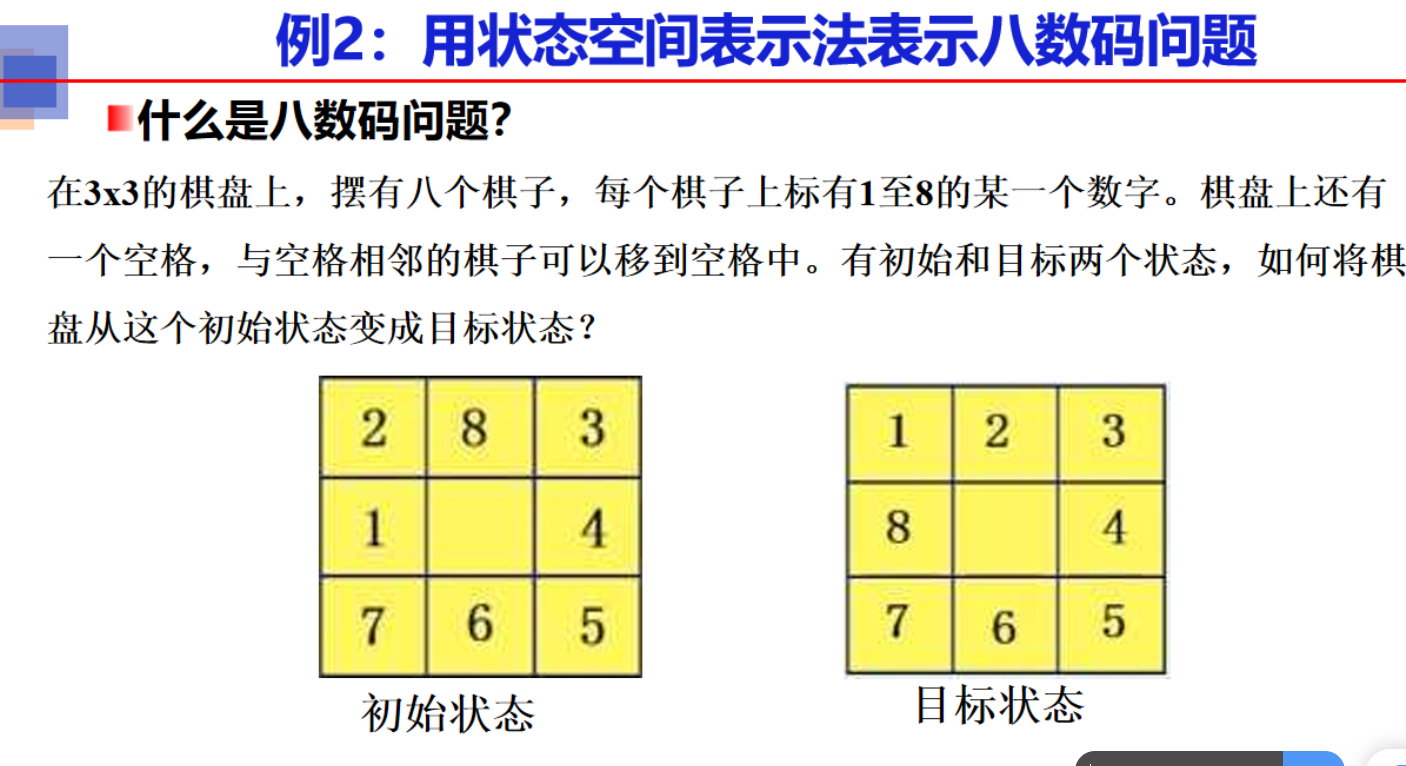 例2：用状态空间表示法表示八数码问题
什么是八数码问题？
在3x3的棋盘上，摆有八个棋子，每个棋子上标有1至8的某一个数字。棋盘上还有
一个空格，与空格相邻的棋子可以移到空格中。有初始和目标两个状态，如何将棋
盘从这个初始状态变成目标状态？
2 8 3
1 4
7 6 5
初始状态
1 2 3
8 4
7 6 5
目标状态